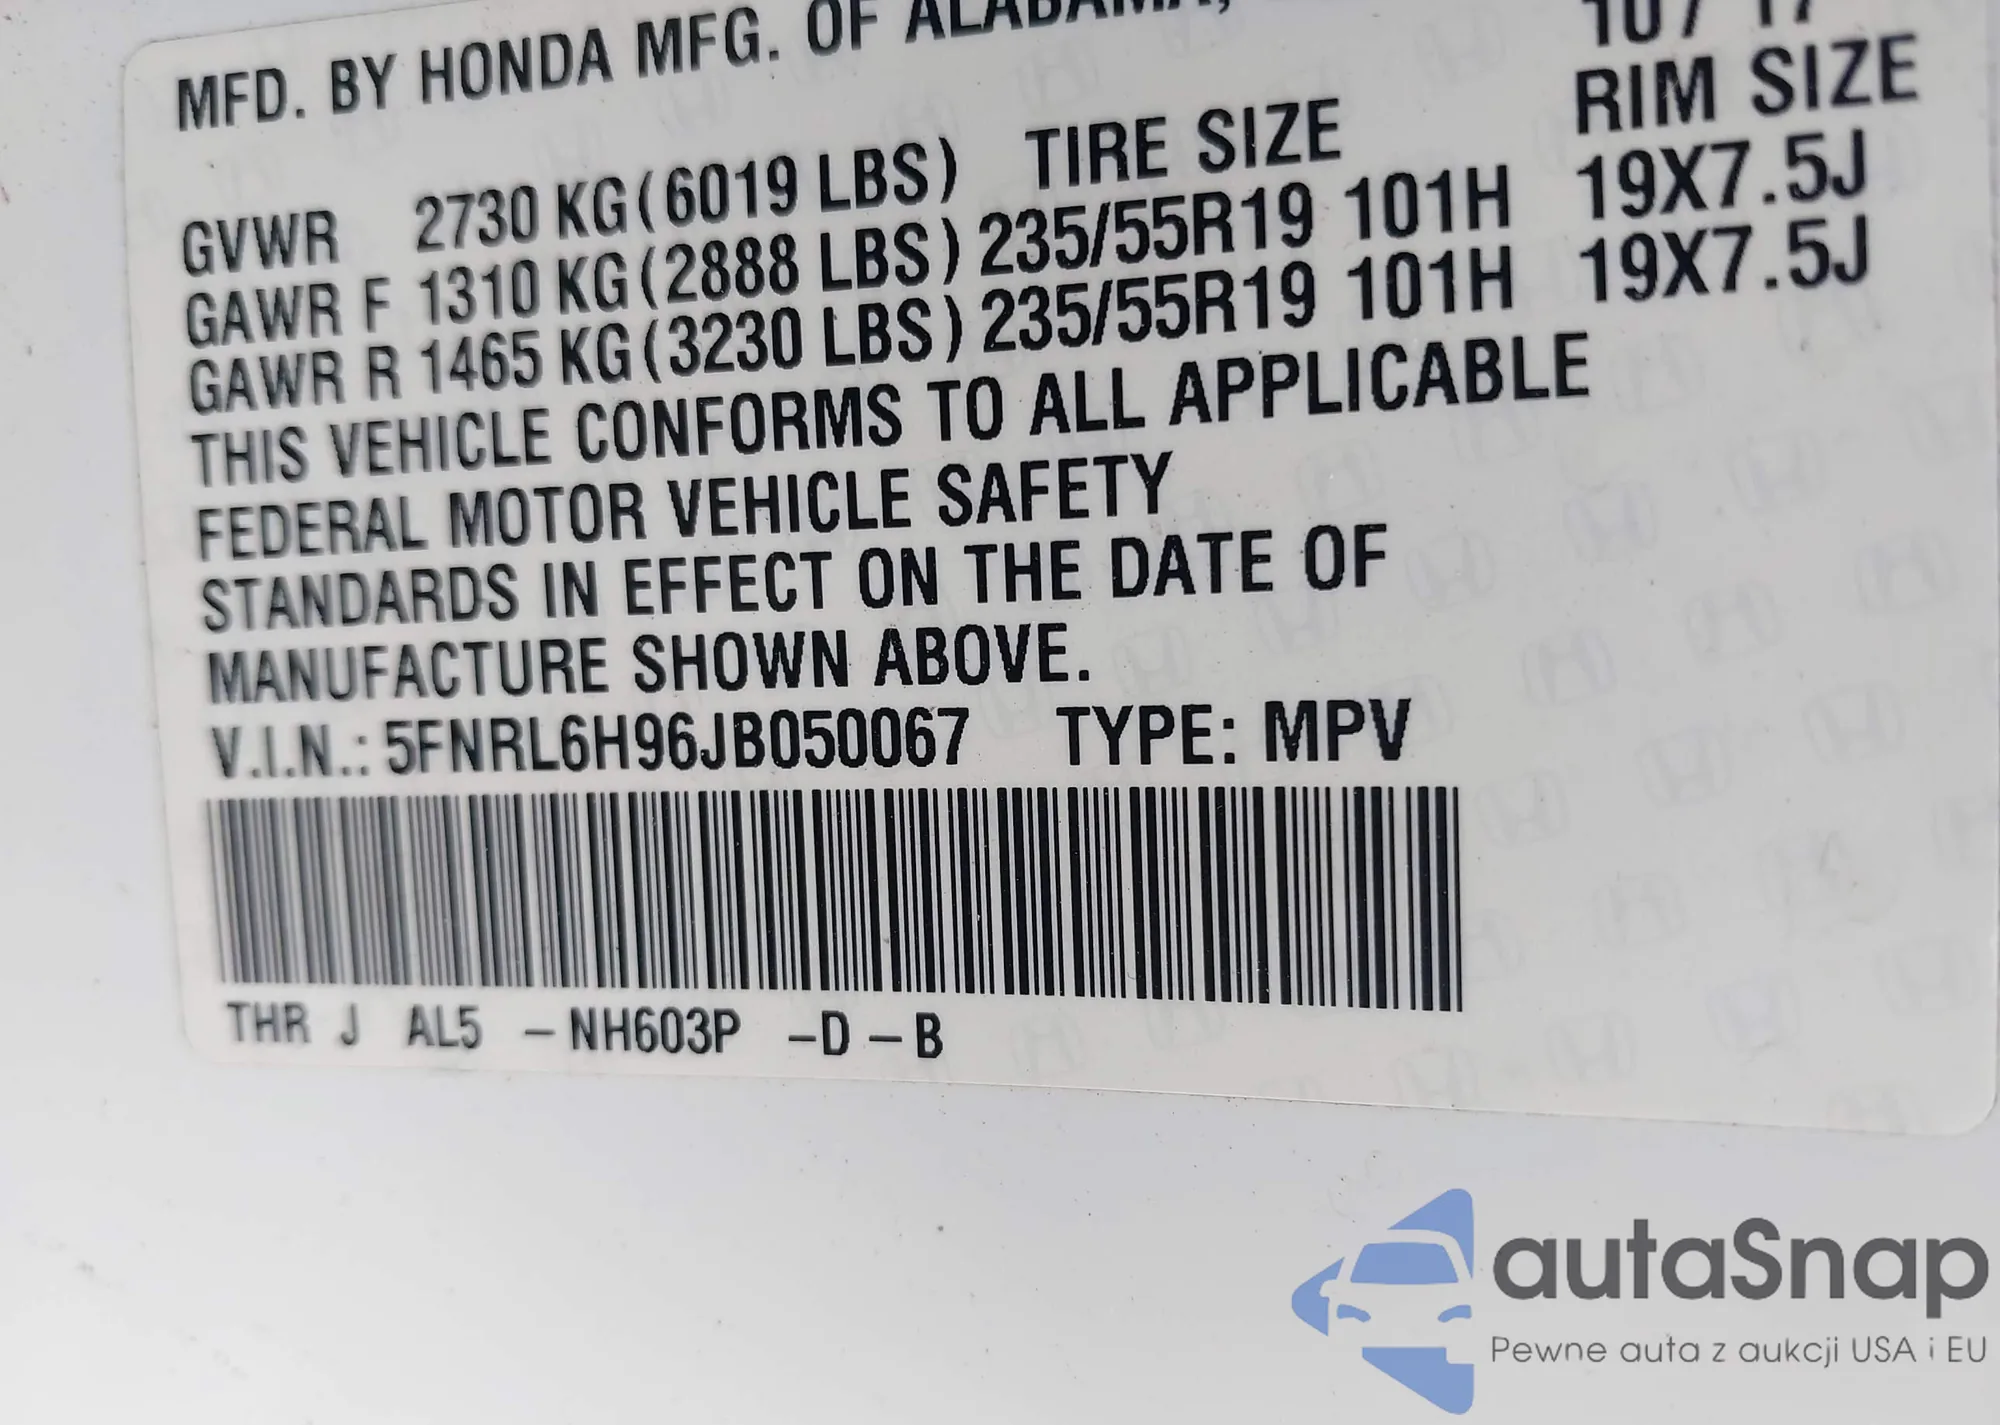 MFD. BY HONDA MFG. OF ALABAMA,
10 / 17
TIRE SIZE RIM SIZE
GVWR 2730 KG(6019 LBS)
GAWR F 1310 KG(2888 LBS) 235/55R19 101H 19X7.5J
GAWR R 1465 KG(3230 LBS) 235/55R19 101H 19X7.5J
THIS VEHICLE CONFORMS TO ALL APPLICABLE
FEDERAL MOTOR VEHICLE SAFETY
STANDARDS IN EFFECT ON THE DATE OF
MANUFACTURE SHOWN ABOVE.
V.I.N.: 5FNRL6H96JB050067 TYPE: MPV
THR J AL5 – NH603P – D – B
autaSnap
Pewne auta z aukcji USA i EU